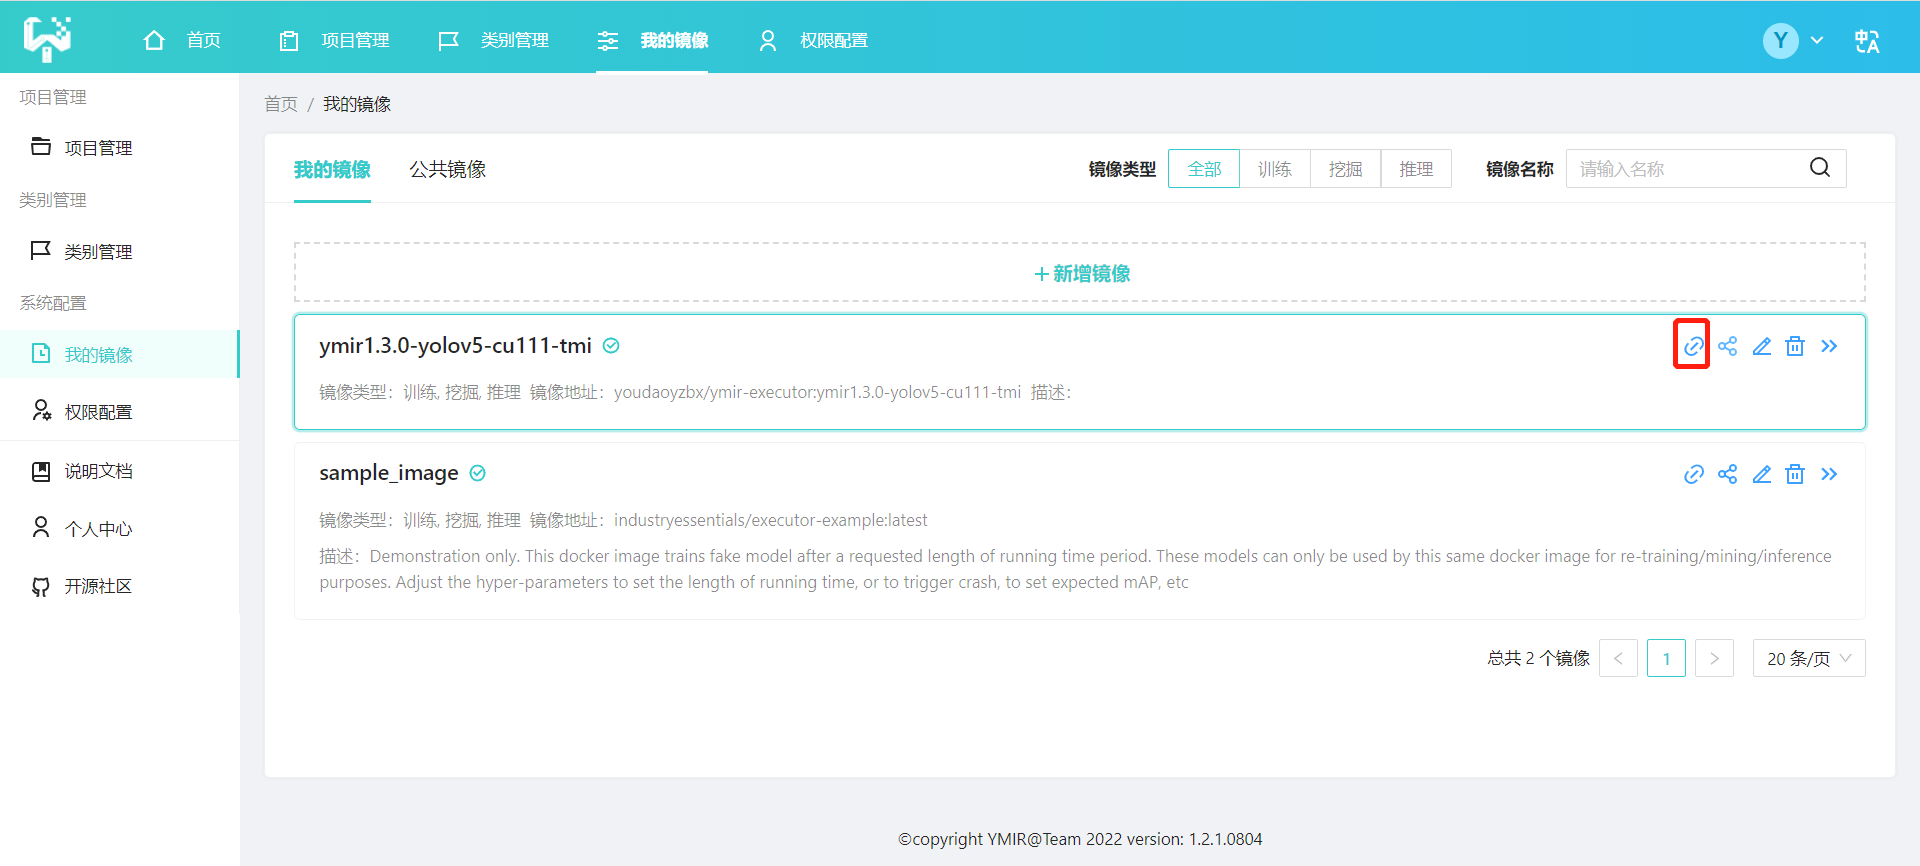 首页
项目管理
类别管理
我的镜像
权限配置
Y
中A
项目管理
项目管理
类别管理
类别管理
系统配置
我的镜像
权限配置
说明文档
个人中心
开源社区
首页 / 我的镜像
我的镜像 公共镜像
镜像类型 全部 训练 挖掘 推理 镜像名称 请输入名称
+ 新增镜像
ymir1.3.0-yolov5-cu111-tmi
镜像类型：训练, 挖掘, 推理 镜像地址：youdaoyzbx/ymir-executor:ymir1.3.0-yolov5-cu111-tmi 描述：
sample_image
镜像类型：训练, 挖掘, 推理 镜像地址：industryessentials/executor-example:latest
描述：Demonstration only. This docker image trains fake model after a requested length of running time period. These models can only be used by this same docker image for re-training/mining/inference
purposes. Adjust the hyper-parameters to set the length of running time, or to trigger crash, to set expected mAP, etc
总共 2 个镜像 < 1 > 20 条/页
©copyright YMIR@Team 2022 version: 1.2.1.0804